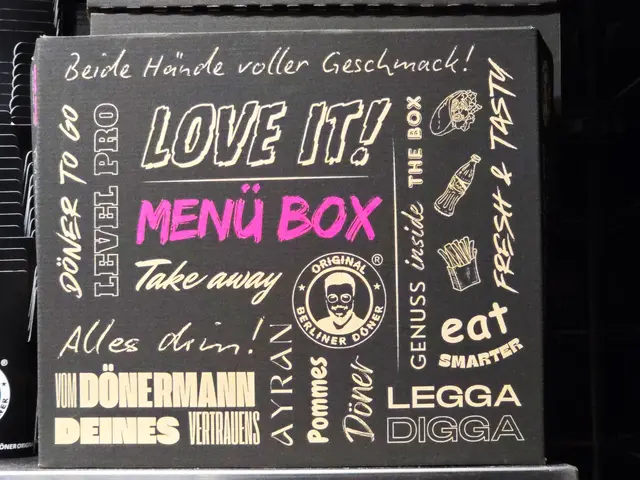 Beide Hände voller Geschmack!
DÖNER TO GO
LEVEL PRO
LOVE IT!
MENÜ BOX
Take away
ORIGINAL
BERLINER DÖNER
®
GENUSS inside THE BOX
FRESH & TASTY
eat
SMARTER
Alles drin!
VOM DÖNERMANN
DEINES VERTRAUENS
AYRAN
Pommes
Döner
LEGGA
DIGGA